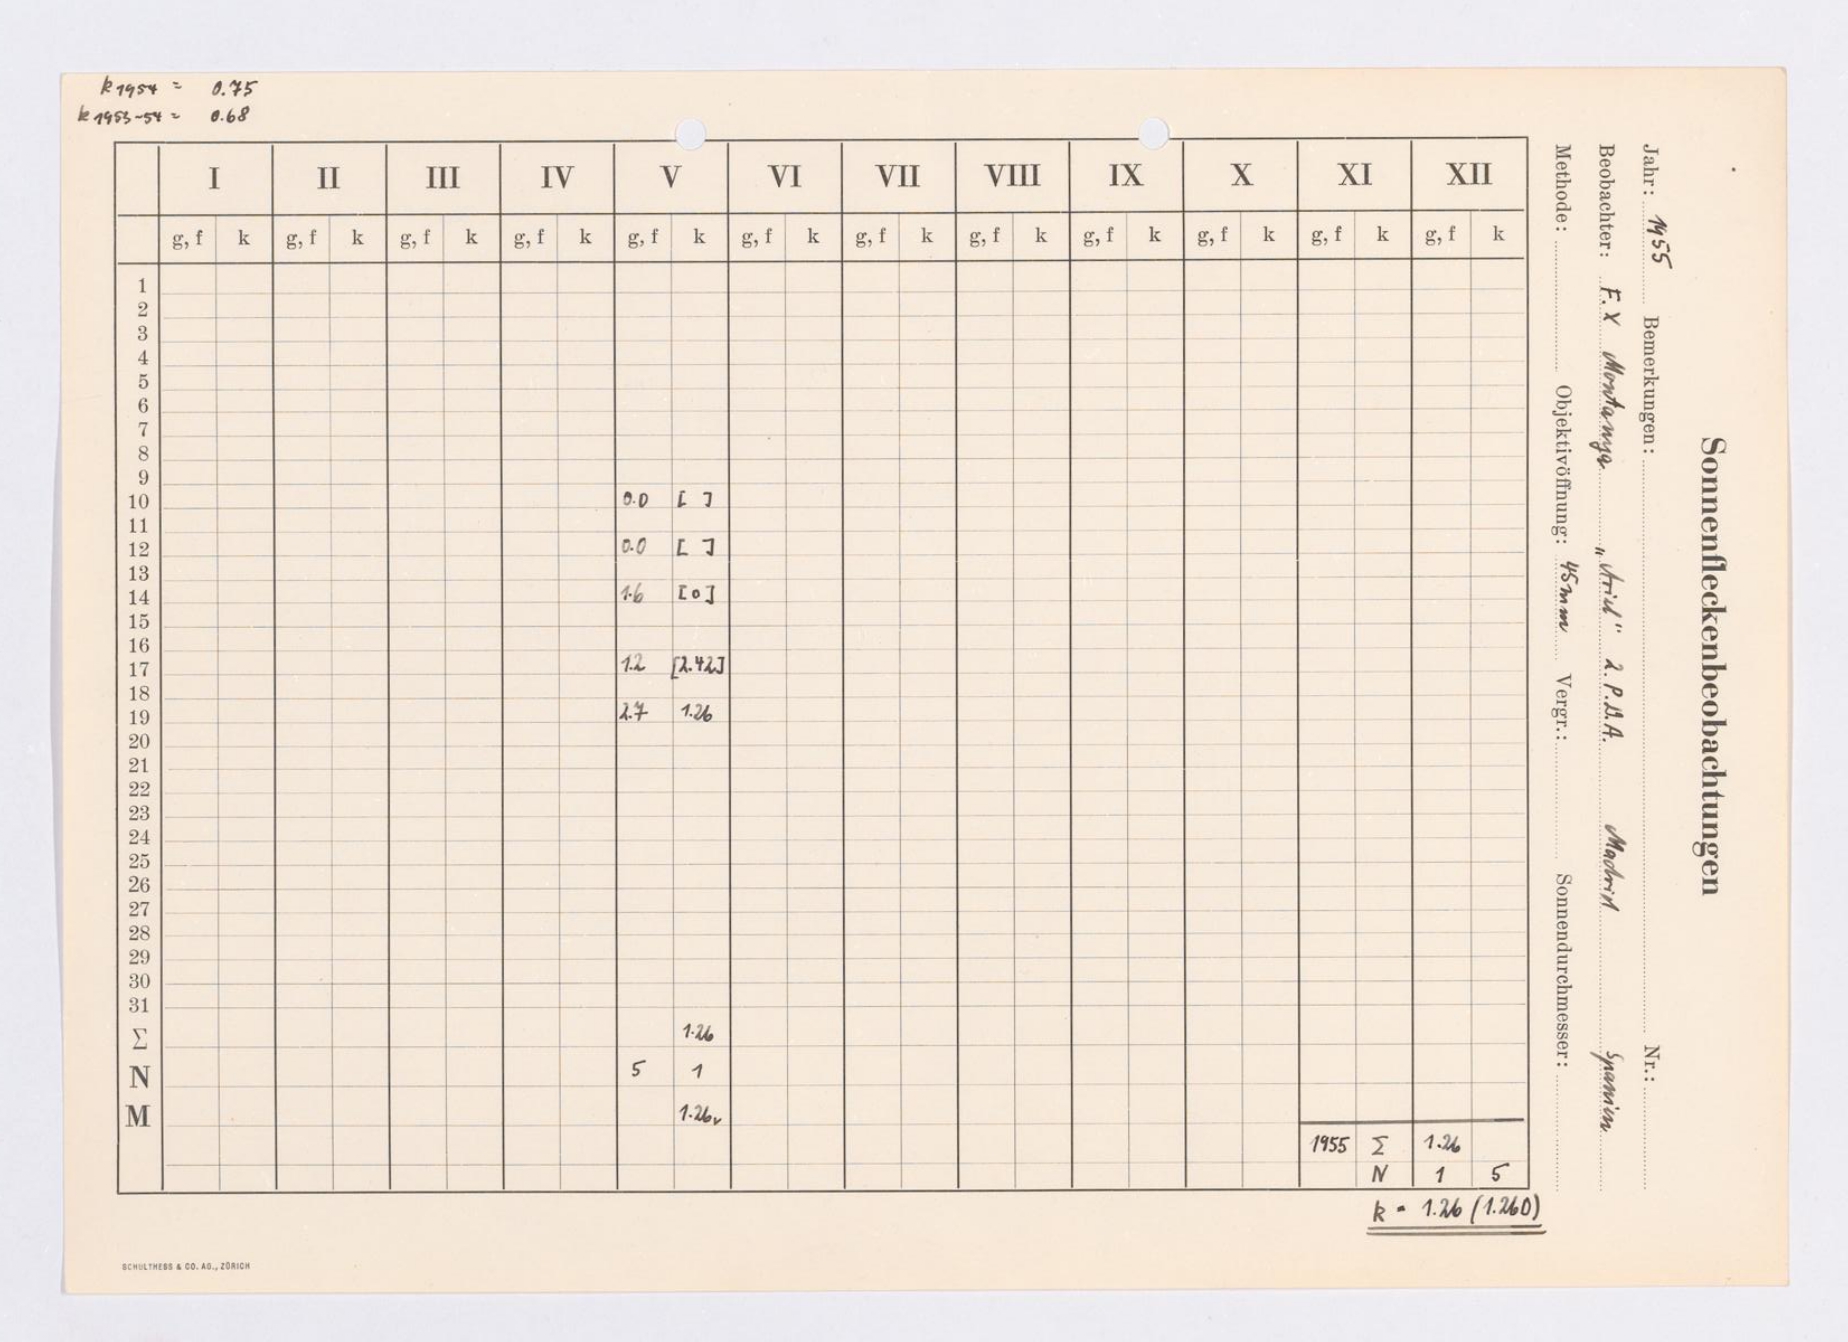 k 1954 = 0.75
k 1953-54 = 0.68
Sonnenfleckenbeobachtungen
Jahr: 1955 Bemerkungen: Nr.:
Beobachter: F. X Montanya 2. P.D.A. Madrid Spanien
Methode: Objektivöffnung: 45mm Vergr.: Sonnendurchmesser:
I II III IV V VI VII VIII IX X XI XII
g, f k g, f k g, f k g, f k g, f k g, f k g, f k g, f k g, f k g, f k g, f k g, f k
1
2
3
4
5
6
7
8
9
10 0.0 [ ]
11
12 0.0 [ ]
13
14 1.6 [0]
15
16
17 1.2 [2.42]
18
19 2.7 1.26
20
21
22
23
24
25
26
27
28
29
30
31
Σ 1.26
N 5 1
M 1.26
1955 Σ 1.26
N 1 5
k = 1.26 (1.260)
SCHULTHESS & CO. AG., ZÜRICH